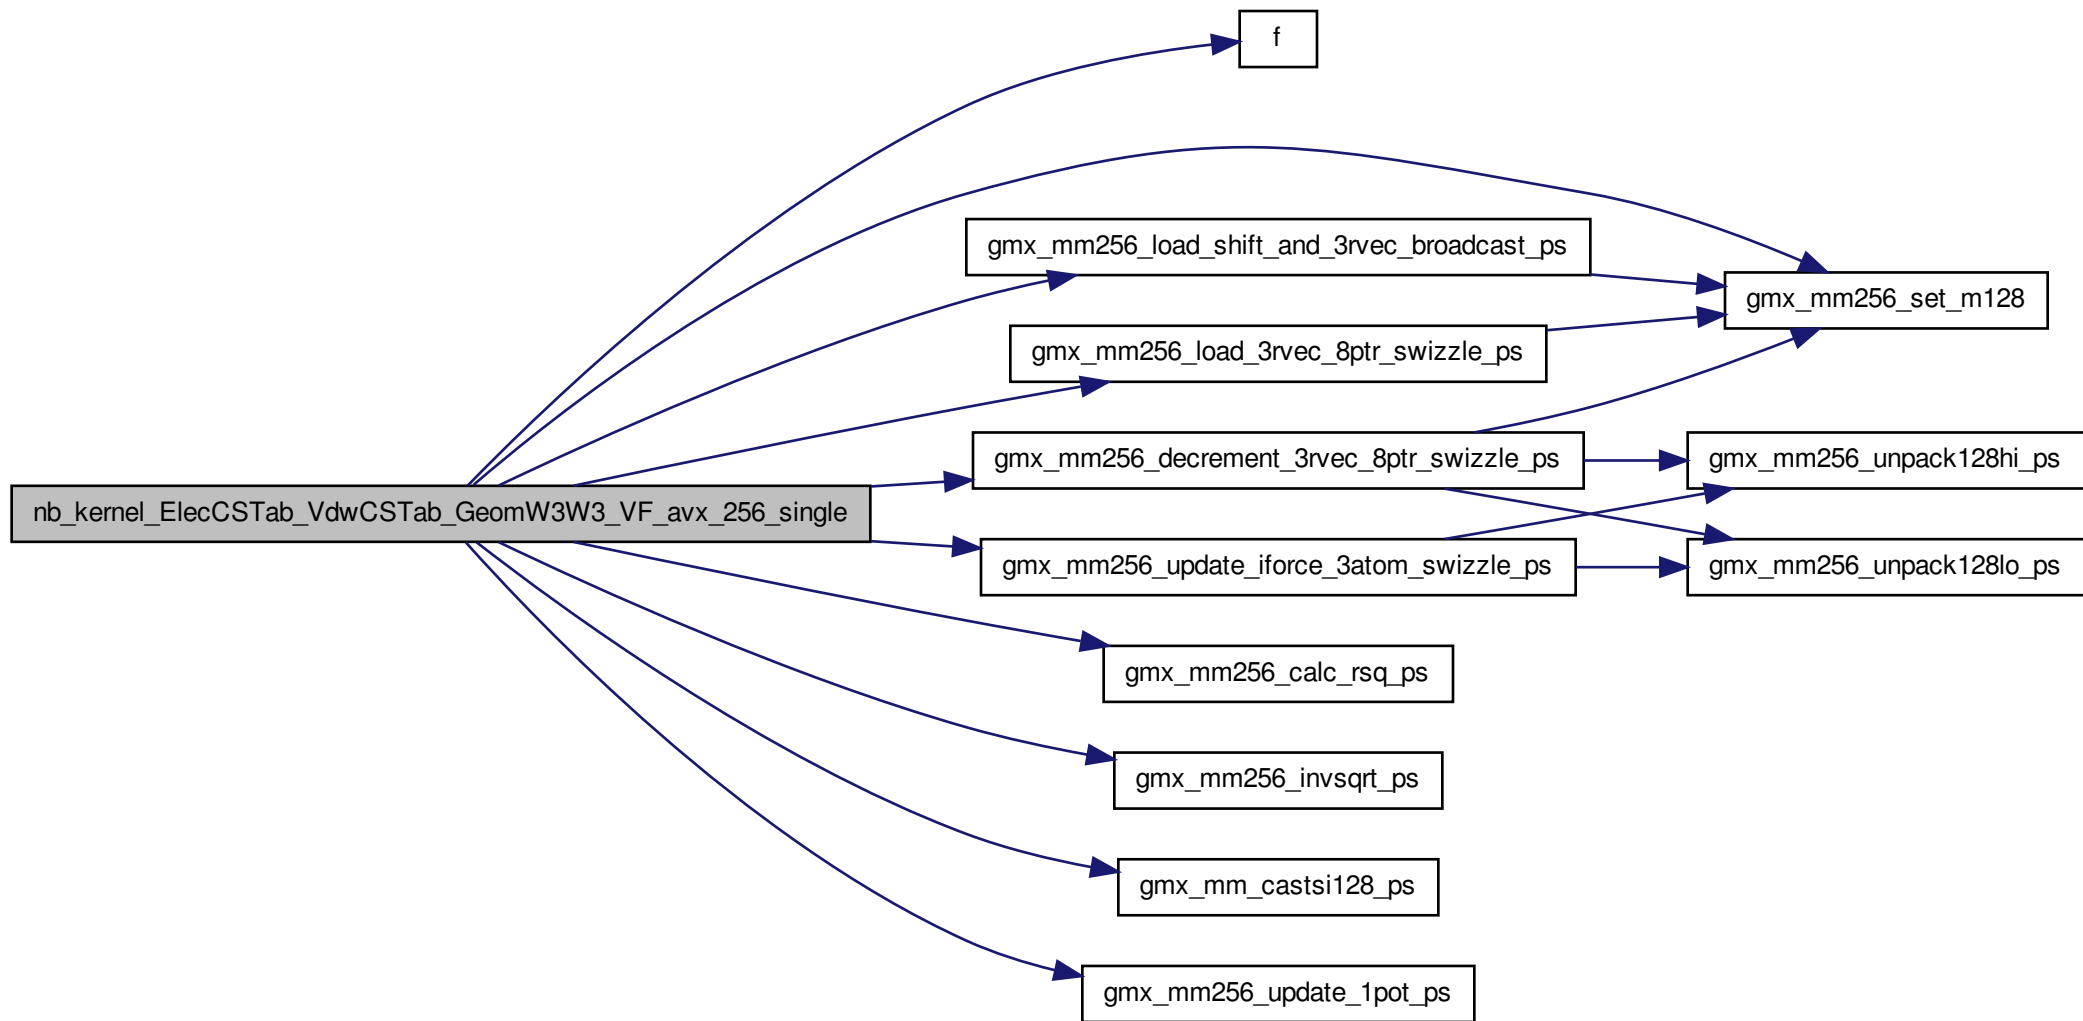 f
gmx_mm256_load_shift_and_3rvec_broadcast_ps
gmx_mm256_set_m128
gmx_mm256_load_3rvec_8ptr_swizzle_ps
gmx_mm256_decrement_3rvec_8ptr_swizzle_ps
gmx_mm256_unpack128hi_ps
nb_kernel_ElecCSTab_VdwCSTab_GeomW3W3_VF_avx_256_single
gmx_mm256_update_iforce_3atom_swizzle_ps
gmx_mm256_unpack128lo_ps
gmx_mm256_calc_rsq_ps
gmx_mm256_invsqrt_ps
gmx_mm_castsi128_ps
gmx_mm256_update_1pot_ps